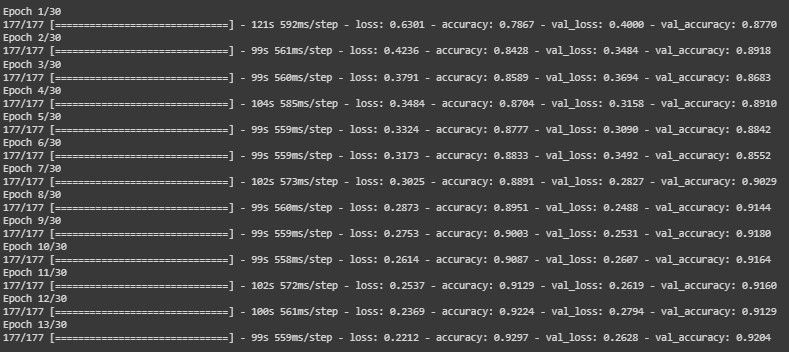 Epoch 1/30
177/177 [==============================] - 121s 592ms/step - loss: 0.6301 - accuracy: 0.7867 - val_loss: 0.4000 - val_accuracy: 0.8770
Epoch 2/30
177/177 [==============================] - 99s 561ms/step - loss: 0.4236 - accuracy: 0.8428 - val_loss: 0.3484 - val_accuracy: 0.8918
Epoch 3/30
177/177 [==============================] - 99s 560ms/step - loss: 0.3791 - accuracy: 0.8589 - val_loss: 0.3694 - val_accuracy: 0.8683
Epoch 4/30
177/177 [==============================] - 104s 585ms/step - loss: 0.3484 - accuracy: 0.8704 - val_loss: 0.3158 - val_accuracy: 0.8910
Epoch 5/30
177/177 [==============================] - 99s 559ms/step - loss: 0.3324 - accuracy: 0.8777 - val_loss: 0.3090 - val_accuracy: 0.8842
Epoch 6/30
177/177 [==============================] - 99s 559ms/step - loss: 0.3173 - accuracy: 0.8833 - val_loss: 0.3492 - val_accuracy: 0.8552
Epoch 7/30
177/177 [==============================] - 102s 573ms/step - loss: 0.3025 - accuracy: 0.8891 - val_loss: 0.2827 - val_accuracy: 0.9029
Epoch 8/30
177/177 [==============================] - 99s 560ms/step - loss: 0.2873 - accuracy: 0.8951 - val_loss: 0.2488 - val_accuracy: 0.9144
Epoch 9/30
177/177 [==============================] - 99s 559ms/step - loss: 0.2753 - accuracy: 0.9003 - val_loss: 0.2531 - val_accuracy: 0.9180
Epoch 10/30
177/177 [==============================] - 99s 558ms/step - loss: 0.2614 - accuracy: 0.9087 - val_loss: 0.2607 - val_accuracy: 0.9164
Epoch 11/30
177/177 [==============================] - 102s 572ms/step - loss: 0.2537 - accuracy: 0.9129 - val_loss: 0.2619 - val_accuracy: 0.9160
Epoch 12/30
177/177 [==============================] - 100s 561ms/step - loss: 0.2369 - accuracy: 0.9224 - val_loss: 0.2794 - val_accuracy: 0.9129
Epoch 13/30
177/177 [==============================] - 99s 559ms/step - loss: 0.2212 - accuracy: 0.9297 - val_loss: 0.2628 - val_accuracy: 0.9204